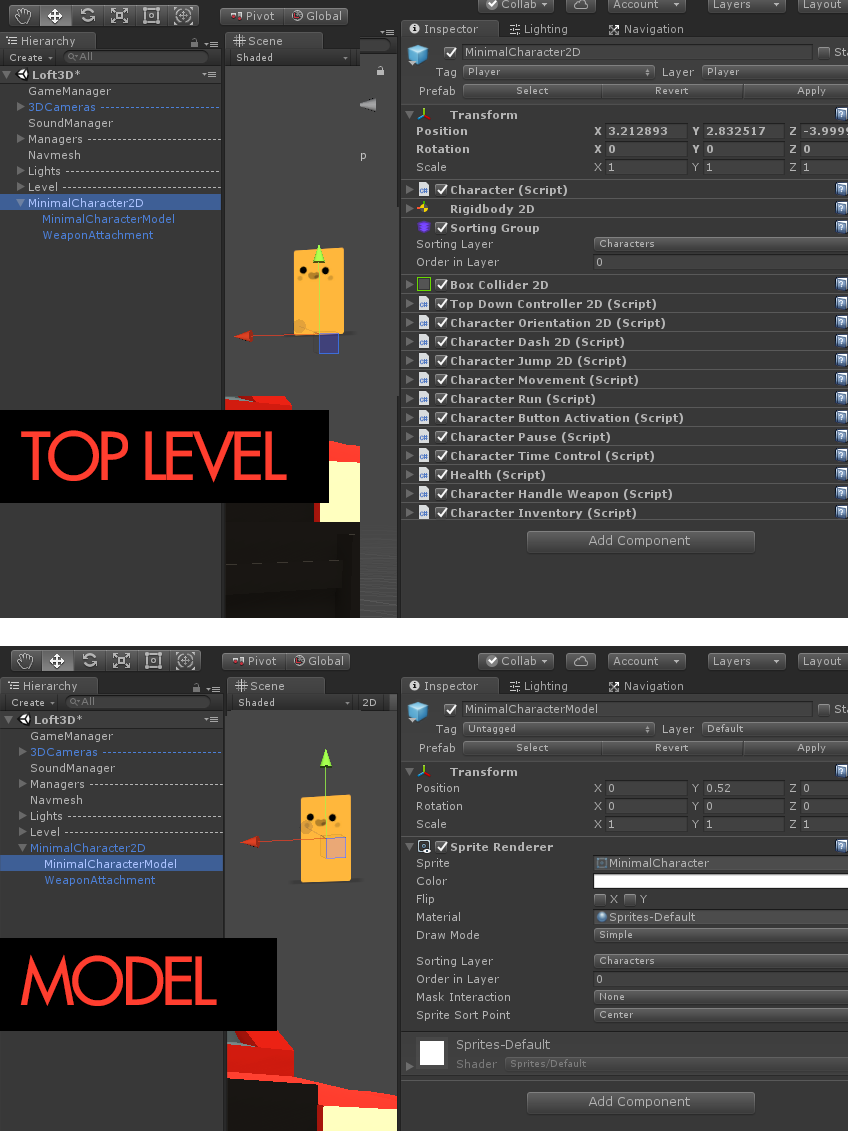 Pivot Global Collab Account Layers Layout
Hierarchy Scene Inspector Lighting Navigation
Create All Shaded MinimalCharacter2D Sta
Tag Player Layer Player
Loft3D* Prefab Select Revert Apply
GameManager
3DCameras Transform
SoundManager Position X 3.212893 Y 2.832517 Z -3.9999
Managers Rotation X 0 Y 0 Z 0
Navmesh p Scale X 1 Y 1 Z 1
Lights
Level Character (Script)
MinimalCharacter2D Rigidbody 2D
MinimalCharacterModel Sorting Group
WeaponAttachment Sorting Layer Characters
Order in Layer 0
Box Collider 2D
Top Down Controller 2D (Script)
Character Orientation 2D (Script)
Character Dash 2D (Script)
Character Jump 2D (Script)
Character Movement (Script)
Character Run (Script)
Character Button Activation (Script)
Character Pause (Script)
Character Time Control (Script)
Health (Script)
Character Handle Weapon (Script)
Character Inventory (Script)
Add Component
TOP LEVEL
Pivot Global Collab Account Layers Layout
Hierarchy Scene Inspector Lighting Navigation
Create All Shaded 2D MinimalCharacterModel Sta
Loft3D* Tag Untagged Layer Default
GameManager Prefab Select Revert Apply
3DCameras
SoundManager Transform
Managers Position X 0 Y 0.52 Z 0
Navmesh Rotation X 0 Y 0 Z 0
Lights Scale X 1 Y 1 Z 1
Level
MinimalCharacter2D Sprite Renderer
MinimalCharacterModel Sprite MinimalCharacter
WeaponAttachment Color
Flip X Y
Material Sprites-Default
Draw Mode Simple
Sorting Layer Characters
Order in Layer 0
Mask Interaction None
Sprite Sort Point Center
Sprites-Default
Shader Sprites/Default
Add Component
MODEL